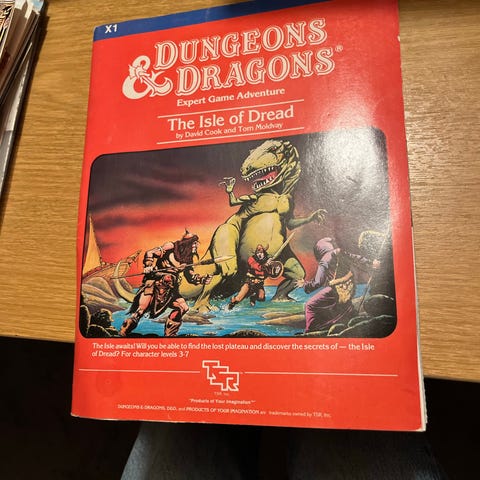 X1
DUNGEONS
& DRAGONS®
Expert Game Adventure
The Isle of Dread
by David Cook and Tom Moldvay
The Isle awaits! Will you be able to find the lost plateau and discover the secrets of — the Isle
of Dread? For character levels 3-7
TSR
TSR, Inc.
"Products of Your Imagination"™
DUNGEONS & DRAGONS, D&D, and PRODUCTS OF YOUR IMAGINATION are trademarks owned by TSR, Inc.